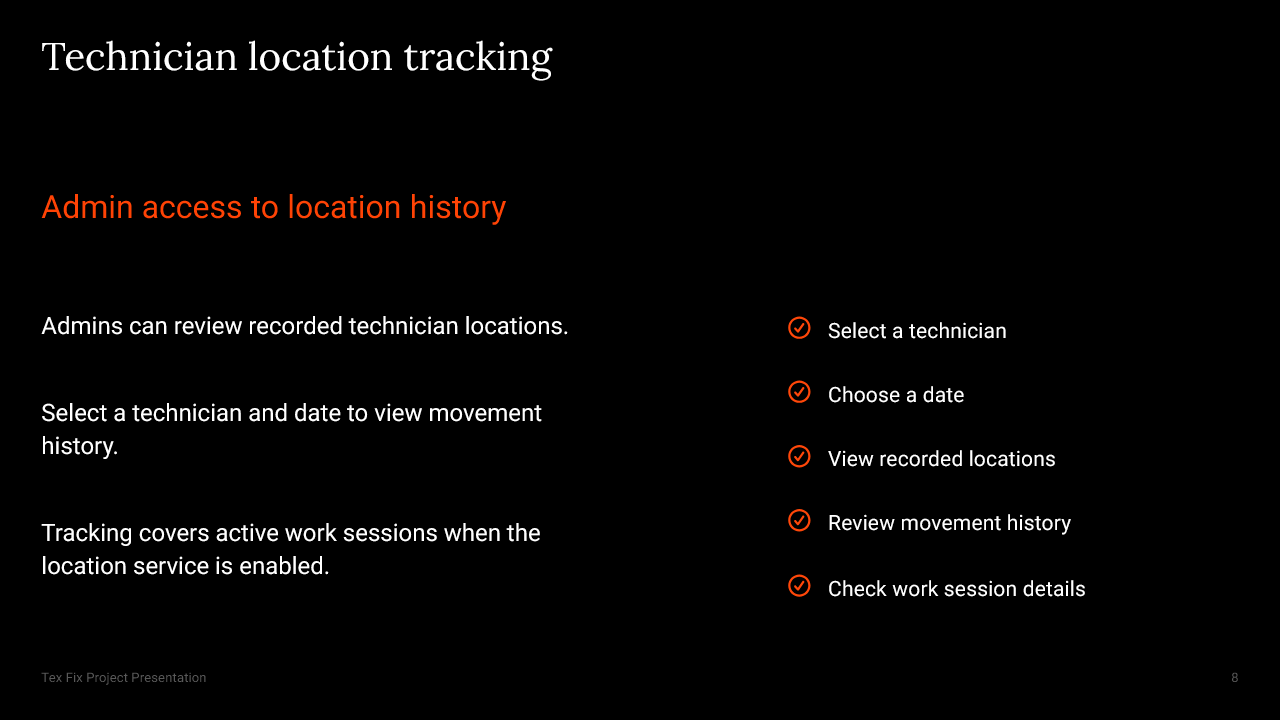 Technician location tracking
Admin access to location history
Admins can review recorded technician locations.
Select a technician and date to view movement
history.
Tracking covers active work sessions when the
location service is enabled.
Select a technician
Choose a date
View recorded locations
Review movement history
Check work session details
Tex Fix Project Presentation
8